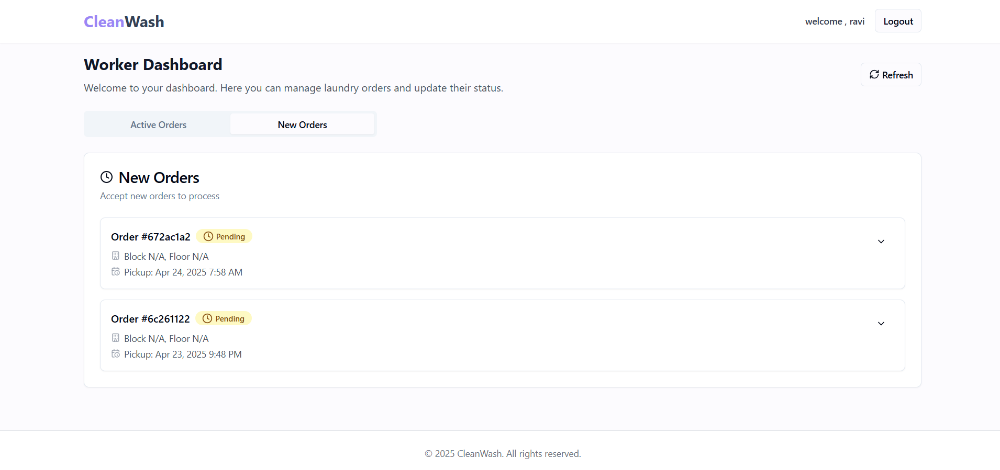 CleanWash
welcome , ravi
Logout
Worker Dashboard
Welcome to your dashboard. Here you can manage laundry orders and update their status.
Refresh
Active Orders
New Orders
New Orders
Accept new orders to process
Order #672ac1a2
Pending
Block N/A, Floor N/A
Pickup: Apr 24, 2025 7:58 AM
Order #6c261122
Pending
Block N/A, Floor N/A
Pickup: Apr 23, 2025 9:48 PM
© 2025 CleanWash. All rights reserved.